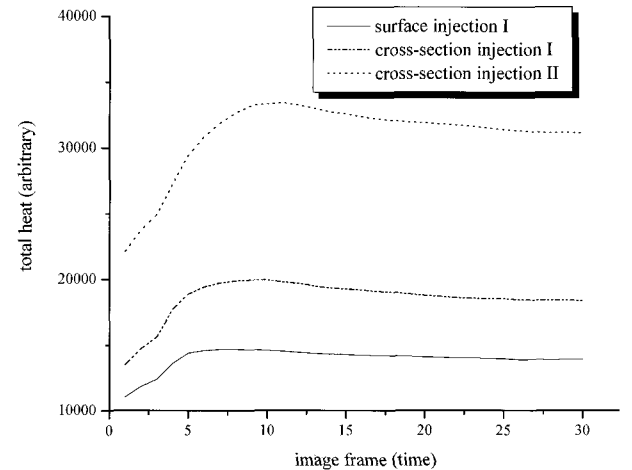 surface injection I
cross-section injection I
cross-section injection II
40000
30000
20000
10000
total heat (arbitrary)
0
5
10
15
20
25
30
image frame (time)